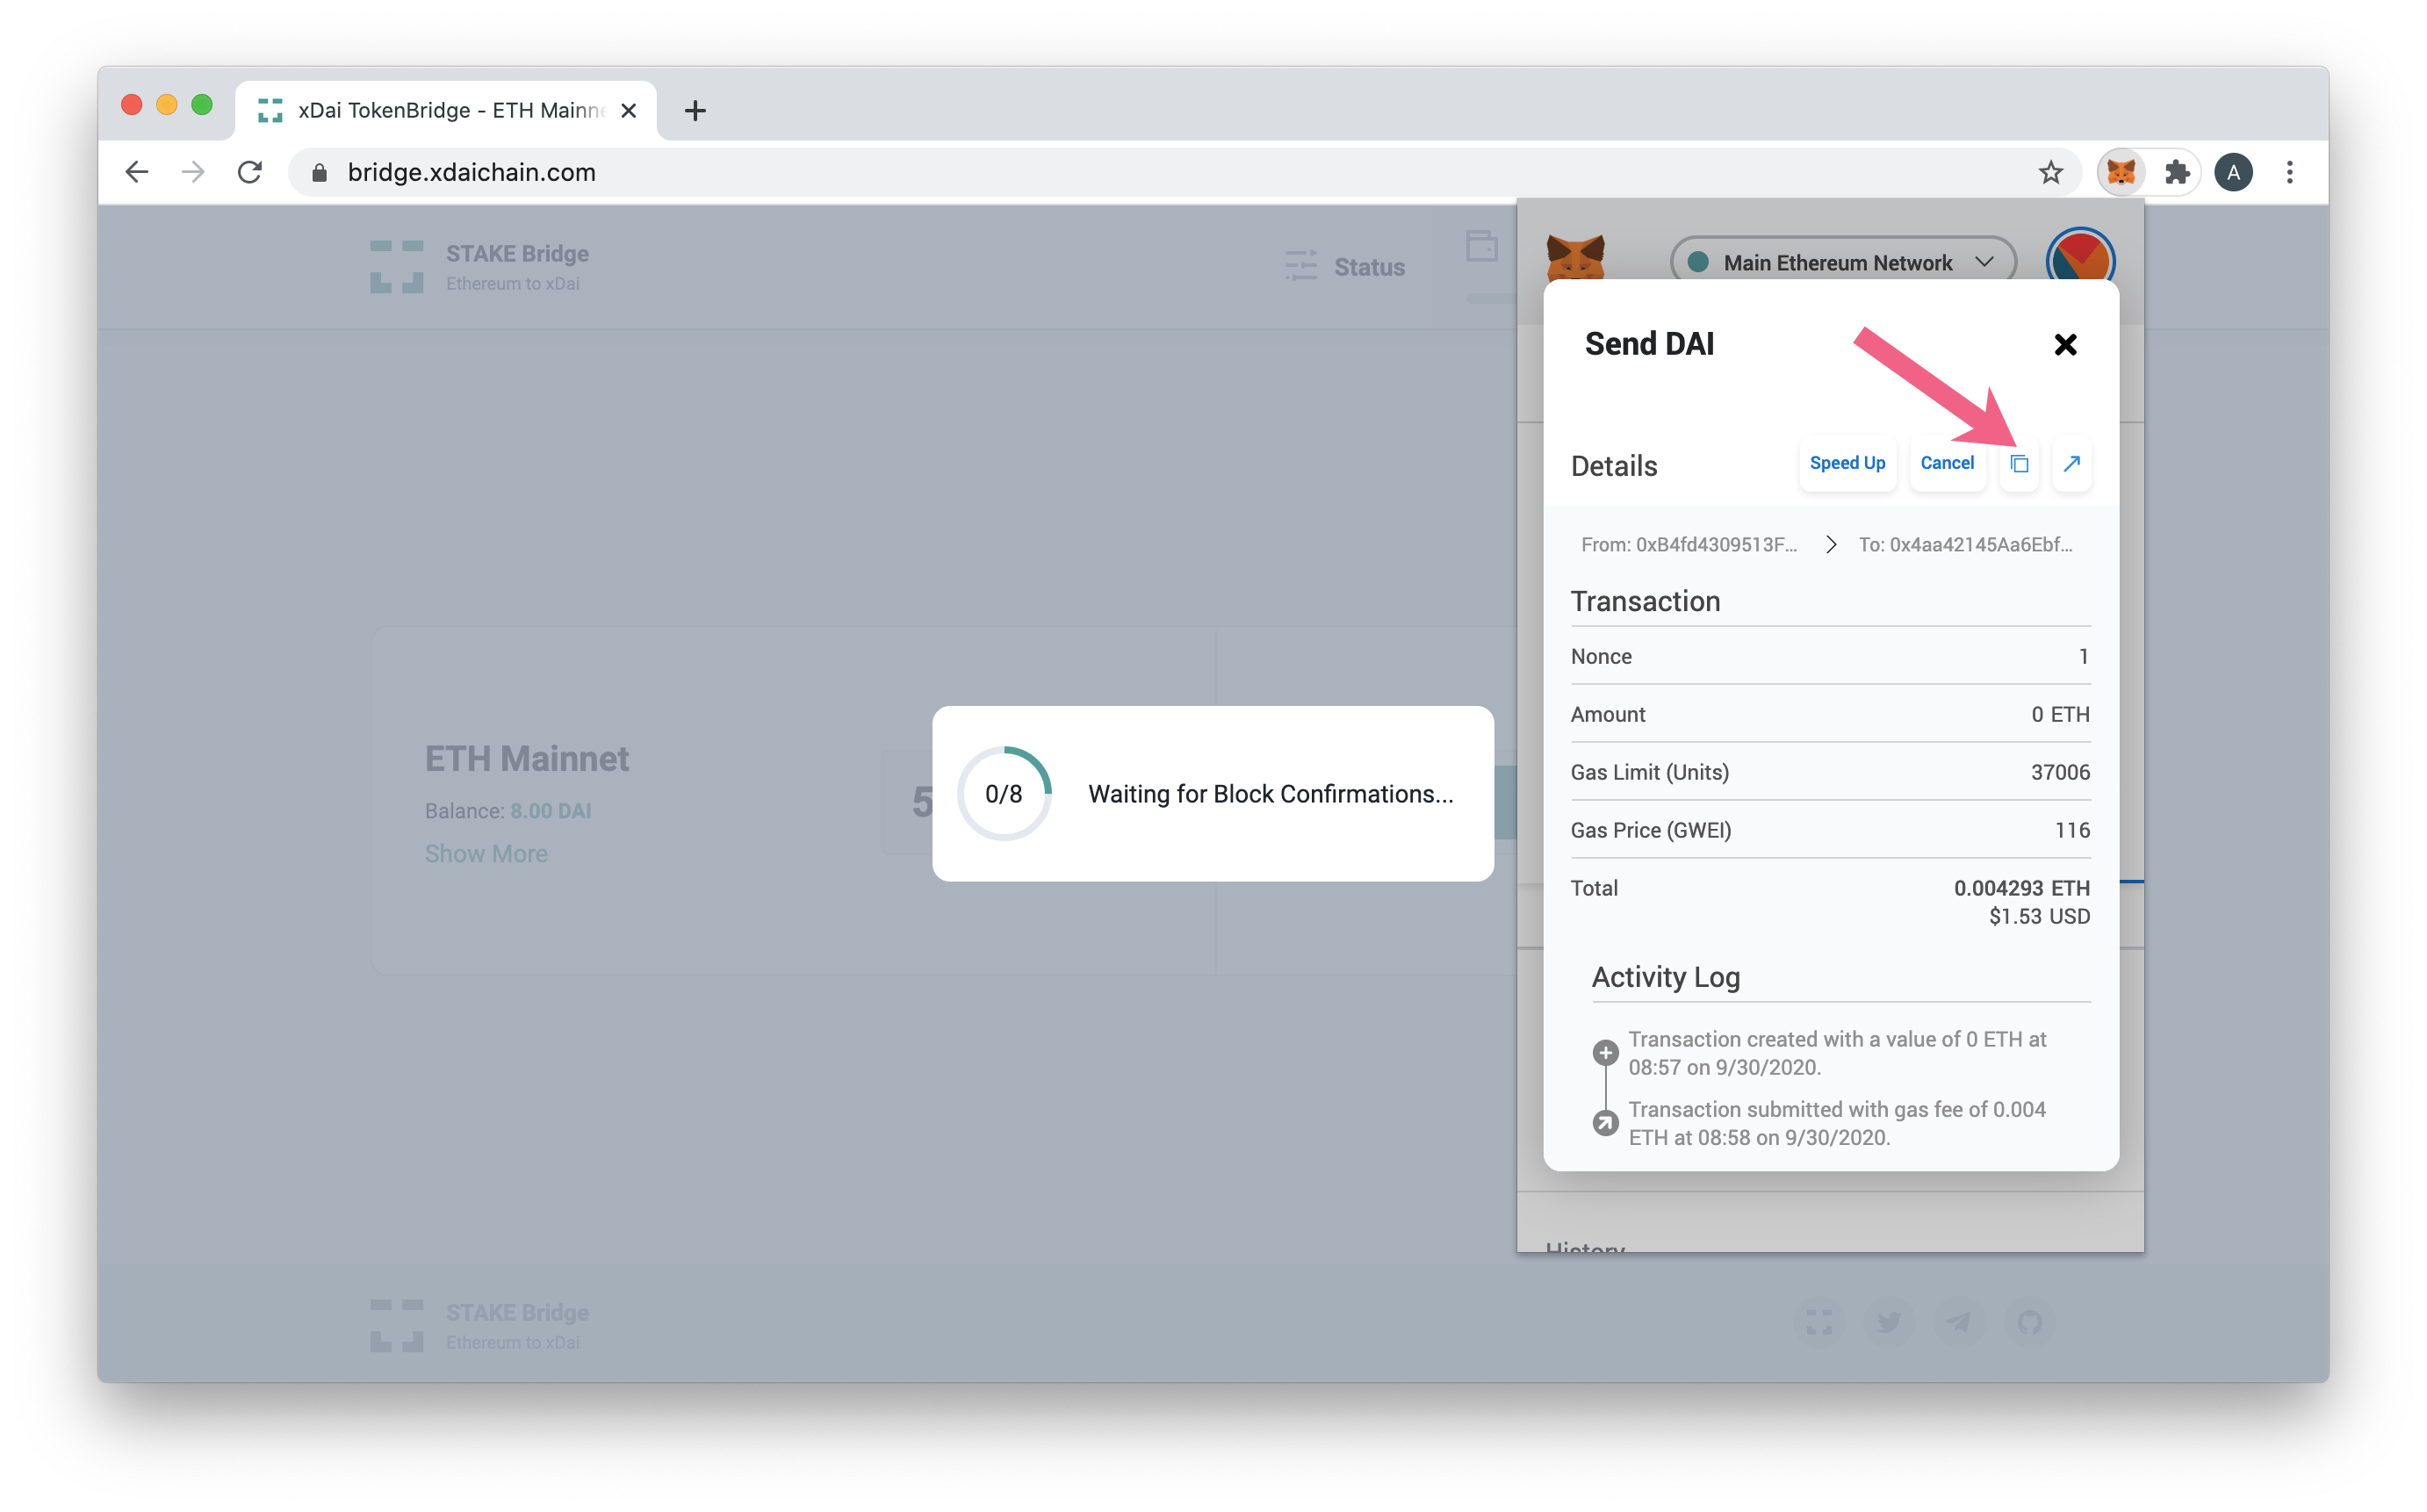 xDai TokenBridge - ETH Mainne
bridge.xdaichain.com
A
STAKE Bridge
Ethereum to xDai
Status
Main Ethereum Network
Send DAI
Details
Speed Up
Cancel
From: 0xB4fd4309513F...
To: 0x4aa42145Aa6Ebf...
Transaction
Nonce
1
Amount
0 ETH
Gas Limit (Units)
37006
Gas Price (GWEI)
116
Total
0.004293 ETH
$1.53 USD
Activity Log
Transaction created with a value of 0 ETH at
08:57 on 9/30/2020.
Transaction submitted with gas fee of 0.004
ETH at 08:58 on 9/30/2020.
History
ETH Mainnet
Balance: 8.00 DAI
Show More
5
0/8
Waiting for Block Confirmations...
STAKE Bridge
Ethereum to xDai